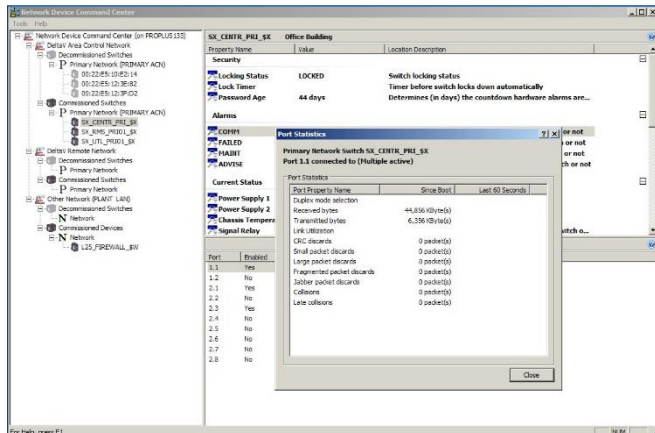 Network Device Command Center
Tools Help
Network Device Command Center (on PROPLUS133)
DeltaV Area Control Network
Decommissioned Switches
Primary Network (PRIMARY ACN)
00:22:E5:10:E2:14
00:22:E5:12:3E:82
00:22:E5:12:3F:D2
Commissioned Switches
Primary Network (PRIMARY ACN)
SX_CENTR_PRI_$X
SX_RMS_PRI01_$X
SX_UTL_PRI01_$X
DeltaV Remote Network
Decommissioned Switches
Primary Network
Commissioned Switches
Primary Network
Other Network (PLANT LAN)
Decommissioned Switches
N Network
Commissioned Devices
N Network
L25_FIREWALL_$W
SX_CENTR_PRI_$X Office Building
Property Name Value Location Description
Security
Locking Status LOCKED Switch locking status
Lock Timer Timer before switch locks down automatically
Password Age 44 days Determines (in days) the countdown hardware alarms are...
Alarms
COMM or not
FAILED or not
MAINT or not
ADVISE ch or not
Current Status
Power Supply 1
Power Supply 2
Chassis Tempera
Signal Relay witch o...
Port Enabled
1.1 Yes
1.2 No
2.1 Yes
2.2 No
2.3 Yes
2.4 No
2.5 No
2.6 No
2.7 No
2.8 No
Port Statistics
Primary Network Switch SX_CENTR_PRI_$X
Port 1.1 connected to (Multiple active)
Port Statistics
Port Property Name Since Boot Last 60 Seconds
Duplex mode selection
Received bytes 44,856 KByte(s)
Transmitted bytes 6,356 KByte(s)
Link Utilization
CRC discards 0 packet(s)
Small packet discards 0 packet(s)
Large packet discards 0 packet(s)
Fragmented packet discards 0 packet(s)
Jabber packet discards 0 packet(s)
Collisions 0 packet(s)
Late collisions 0 packet(s)
Close
For Help, press F1
NUM